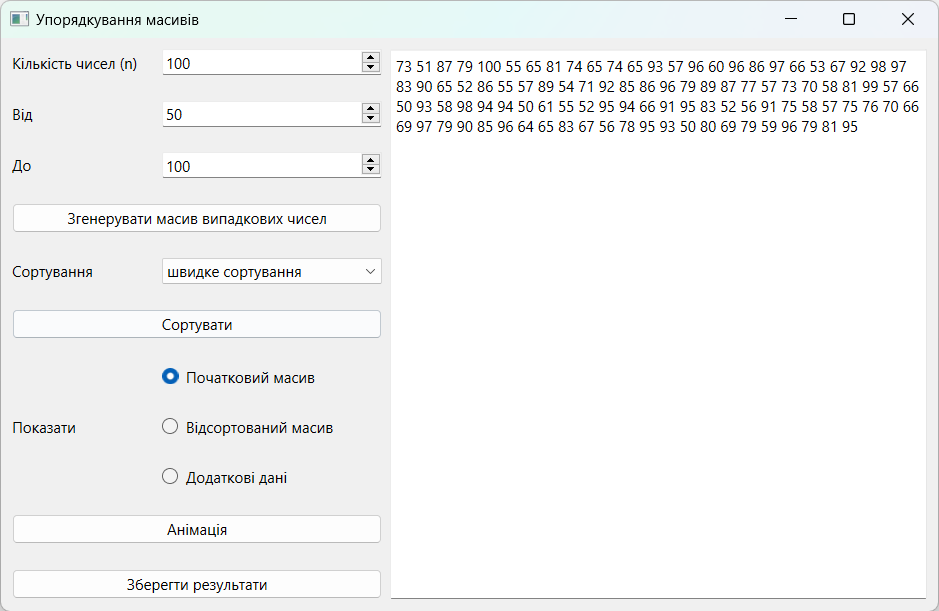 Упорядкування масивів
Кількість чисел (n)
100
Від
50
До
100
Згенерувати масив випадкових чисел
Сортування
швидке сортування
Сортувати
Початковий масив
Показати
Відсортований масив
Додаткові дані
Анімація
Зберегти результати
73 51 87 79 100 55 65 81 74 65 74 65 93 57 96 60 96 86 97 66 53 67 92 98 97
83 90 65 52 86 55 57 89 54 71 92 85 86 96 79 89 87 77 57 73 70 58 81 99 57 66
50 93 58 98 94 94 50 61 55 52 95 94 66 91 95 83 52 56 91 75 58 57 75 76 70 66
69 97 79 90 85 96 64 65 83 67 56 78 95 93 50 80 69 79 59 96 79 81 95